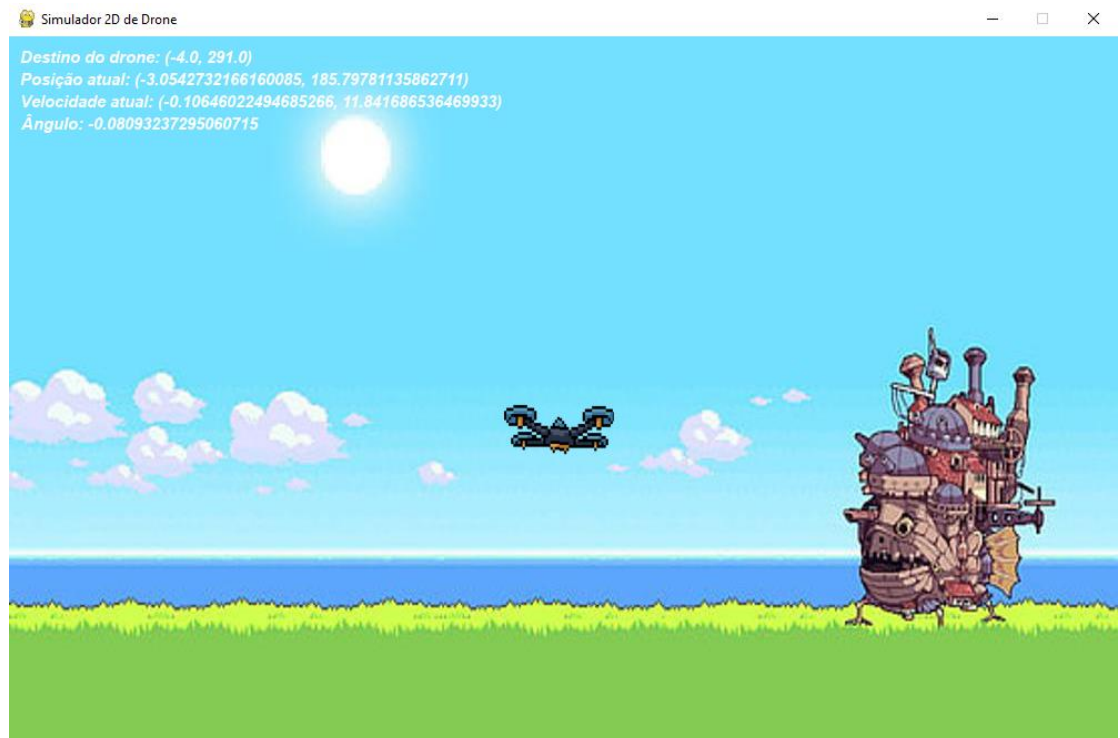 Simulador 2D de Drone
Destino do drone: (-4.0, 291.0)
Posição atual: (-3.0542732166160085, 185.79781135862711)
Velocidade atual: (-0.10646022494685266, 11.841686536469933)
Ângulo: -0.08093237295060715